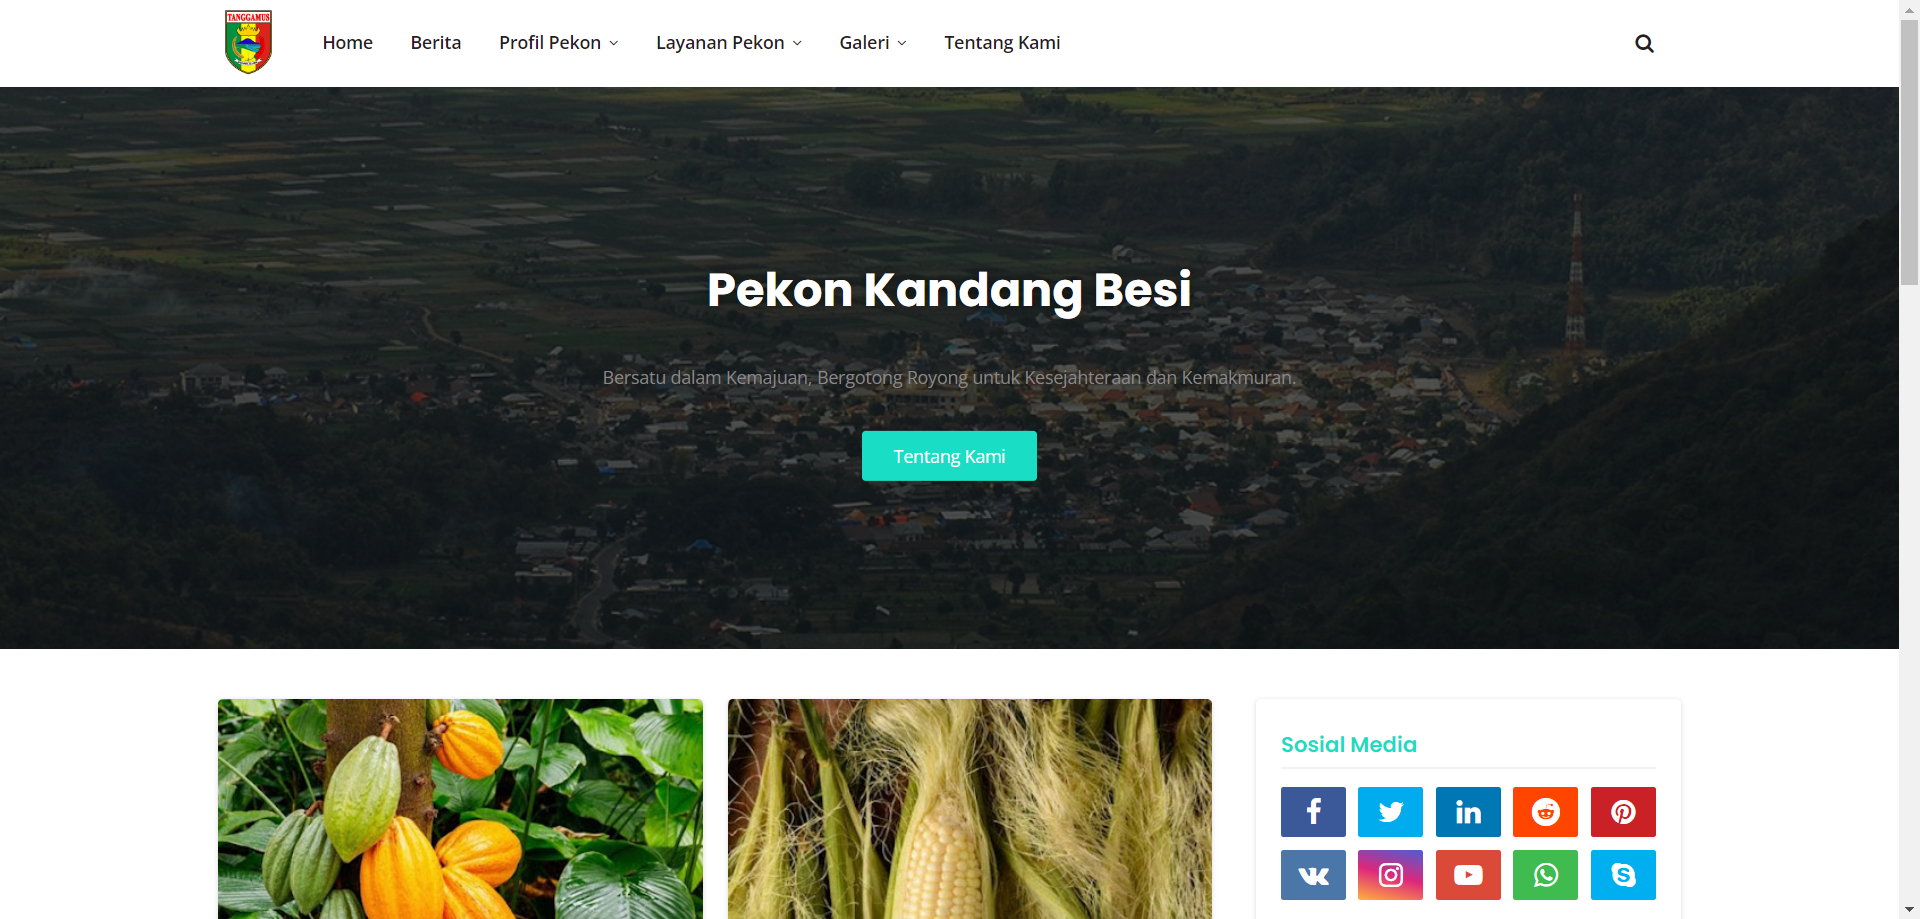 TANGGAMUS
Home
Berita
Profil Pekon
Layanan Pekon
Galeri
Tentang Kami
Pekon Kandang Besi
Bersatu dalam Kemajuan, Bergotong Royong untuk Kesejahteraan dan Kemakmuran.
Tentang Kami
Sosial Media